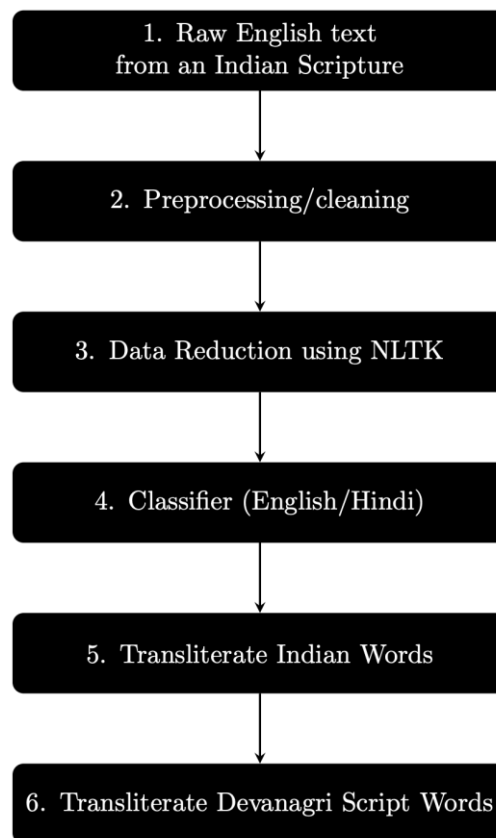 1. Raw English text
from an Indian Scripture
2. Preprocessing/cleaning
3. Data Reduction using NLTK
4. Classifier (English/Hindi)
5. Transliterate Indian Words
6. Transliterate Devanagri Script Words